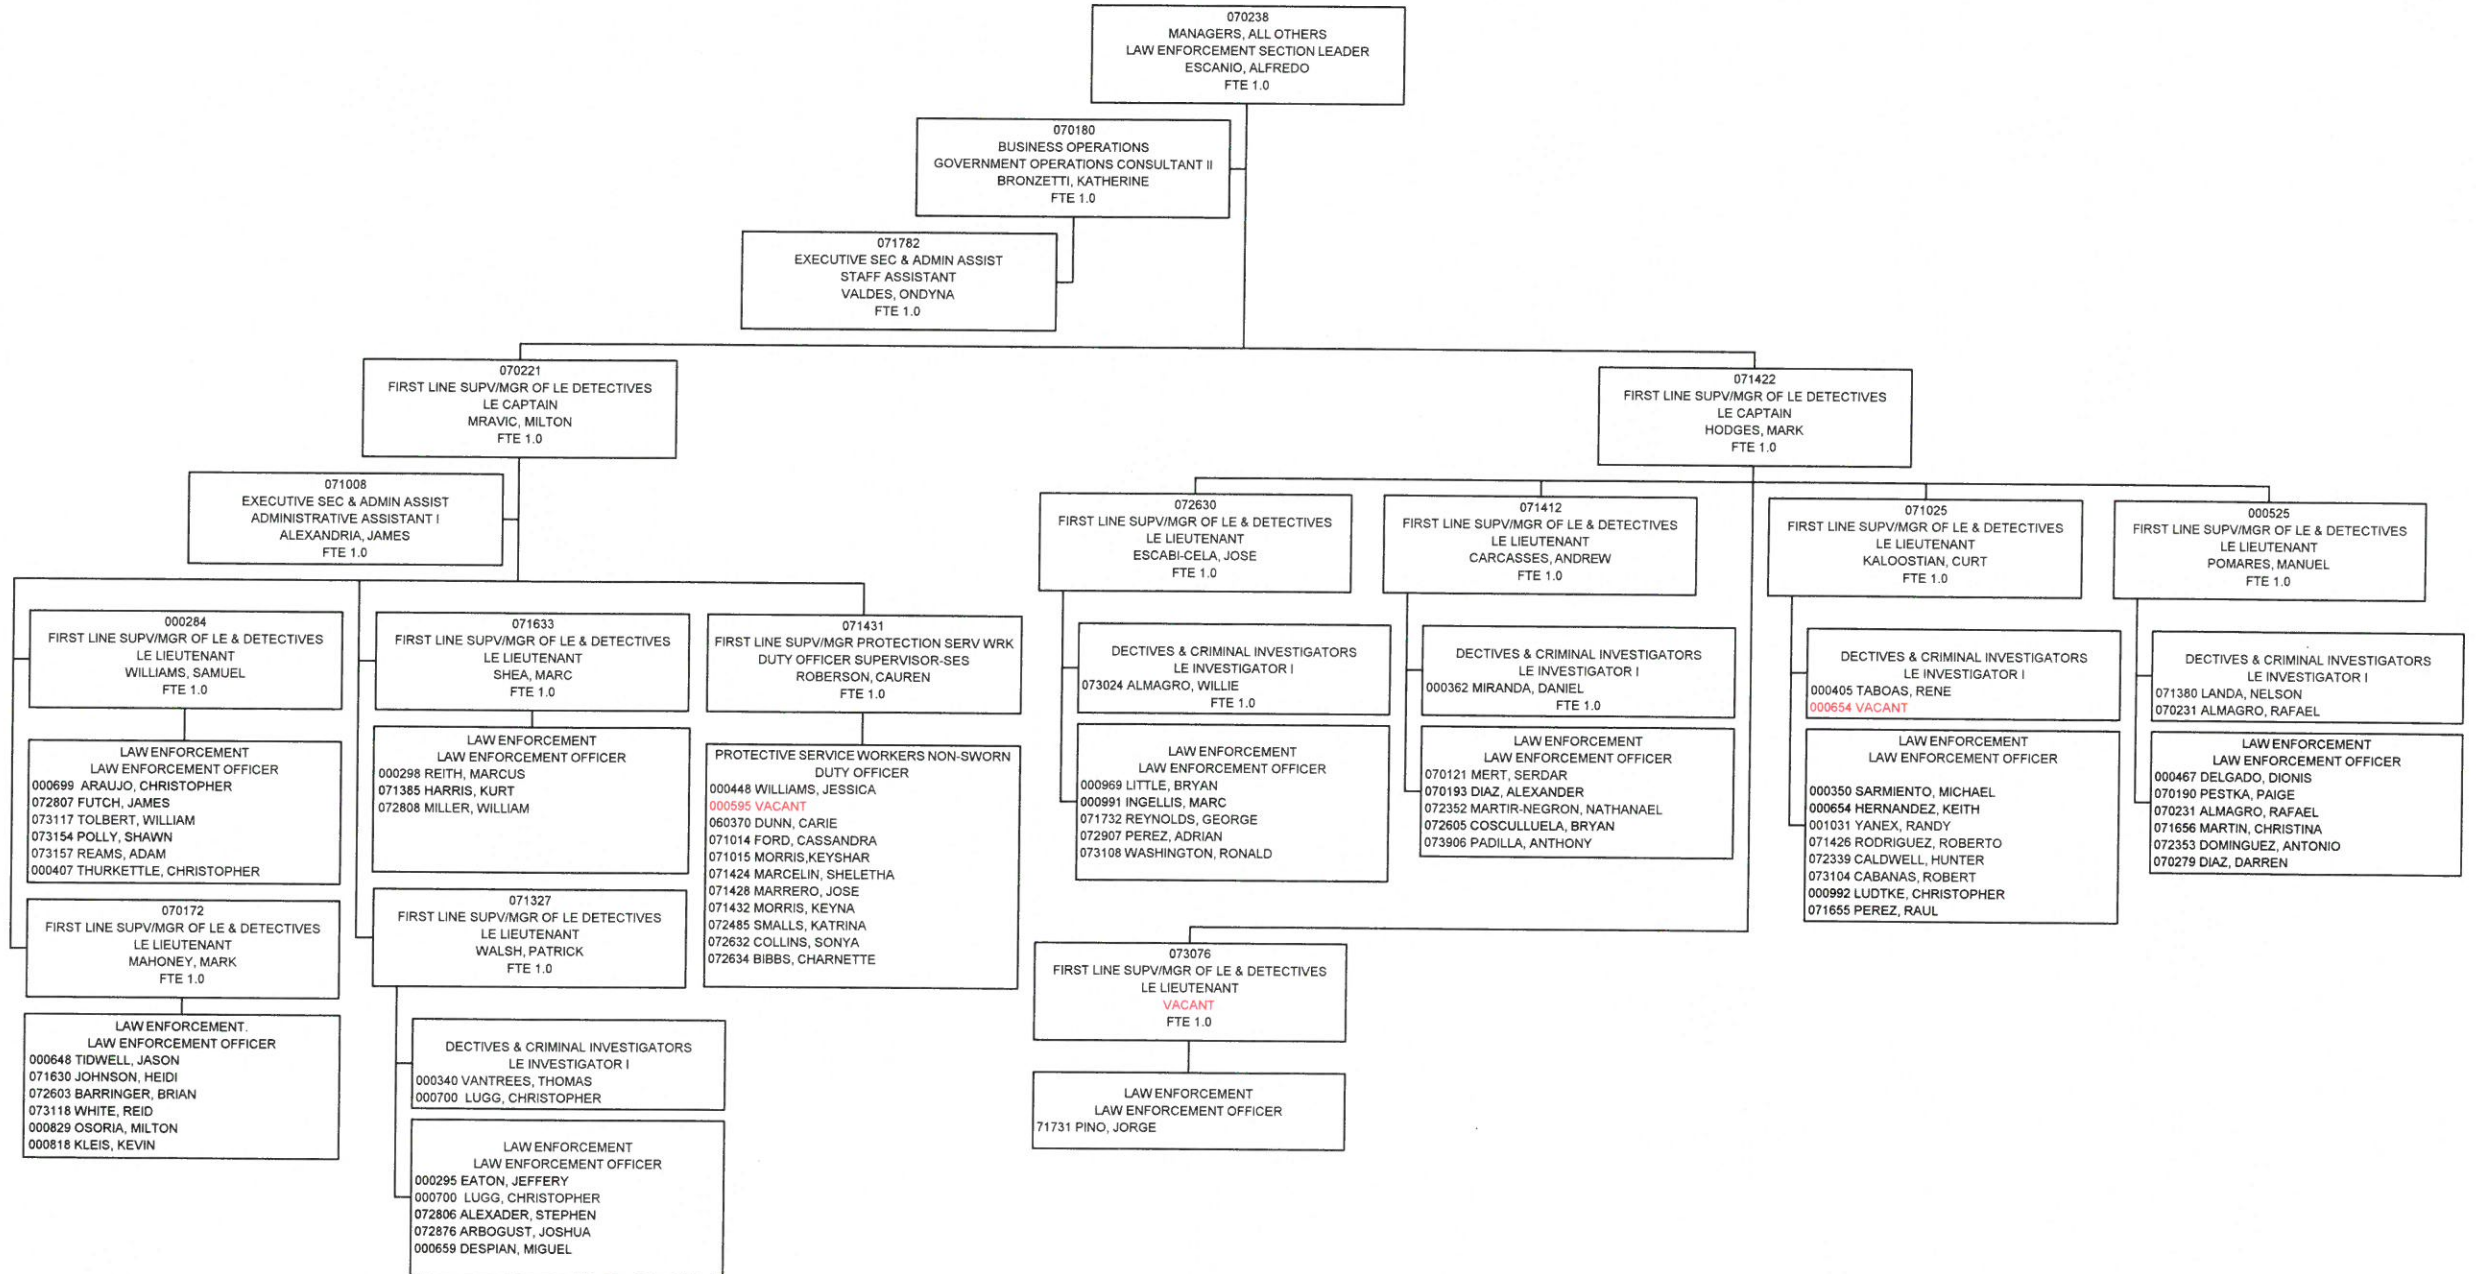 070238
MANAGERS, ALL OTHERS
LAW ENFORCEMENT SECTION LEADER
ESCANIO, ALFREDO
FTE 1.0
070180
BUSINESS OPERATIONS
GOVERNMENT OPERATIONS CONSULTANT II
BRONZETTI, KATHERINE
FTE 1.0
071782
EXECUTIVE SEC & ADMIN ASSIST
STAFF ASSISTANT
VALDES, ONDYNA
FTE 1.0
070221
FIRST LINE SUPV/MGR OF LE DETECTIVES
LE CAPTAIN
MRAVIC, MILTON
FTE 1.0
071008
EXECUTIVE SEC & ADMIN ASSIST
ADMINISTRATIVE ASSISTANT I
ALEXANDRIA, JAMES
FTE 1.0
000284
FIRST LINE SUPV/MGR OF LE & DETECTIVES
LE LIEUTENANT
WILLIAMS, SAMUEL
FTE 1.0
LAW ENFORCEMENT
LAW ENFORCEMENT OFFICER
000699 ARAUJO, CHRISTOPHER
072807 FUTCH, JAMES
073117 TOLBERT, WILLIAM
073154 POLLY, SHAWN
073157 REAMS, ADAM
000407 THURKETTLE, CHRISTOPHER
070172
FIRST LINE SUPV/MGR OF LE & DETECTIVES
LE LIEUTENANT
MAHONEY, MARK
FTE 1.0
LAW ENFORCEMENT.
LAW ENFORCEMENT OFFICER
000648 TIDWELL, JASON
071630 JOHNSON, HEIDI
072603 BARRINGER, BRIAN
073118 WHITE, REID
000829 OSORIA, MILTON
000818 KLEIS, KEVIN
071633
FIRST LINE SUPV/MGR OF LE & DETECTIVES
LE LIEUTENANT
SHEA, MARC
FTE 1.0
LAW ENFORCEMENT
LAW ENFORCEMENT OFFICER
000298 REITH, MARCUS
071385 HARRIS, KURT
072808 MILLER, WILLIAM
071327
FIRST LINE SUPV/MGR OF LE DETECTIVES
LE LIEUTENANT
WALSH, PATRICK
FTE 1.0
DECTIVES & CRIMINAL INVESTIGATORS
LE INVESTIGATOR I
000340 VANTREES, THOMAS
000700 LUGG, CHRISTOPHER
LAW ENFORCEMENT
LAW ENFORCEMENT OFFICER
000295 EATON, JEFFERY
000700 LUGG, CHRISTOPHER
072806 ALEXADER, STEPHEN
072876 ARBOGUST, JOSHUA
000659 DESPIAN, MIGUEL
071431
FIRST LINE SUPV/MGR PROTECTION SERV WRK
DUTY OFFICER SUPERVISOR-SES
ROBERSON, CAUREN
FTE 1.0
PROTECTIVE SERVICE WORKERS NON-SWORN
DUTY OFFICER
000448 WILLIAMS, JESSICA
000595 VACANT
060370 DUNN, CARIE
071014 FORD, CASSANDRA
071015 MORRIS,KEYSHAR
071424 MARCELIN, SHELETHA
071428 MARRERO, JOSE
071432 MORRIS, KEYNA
072485 SMALLS, KATRINA
072632 COLLINS, SONYA
072634 BIBBS, CHARNETTE
071422
FIRST LINE SUPV/MGR OF LE DETECTIVES
LE CAPTAIN
HODGES, MARK
FTE 1.0
072630
FIRST LINE SUPV/MGR OF LE & DETECTIVES
LE LIEUTENANT
ESCABI-CELA, JOSE
FTE 1.0
DECTIVES & CRIMINAL INVESTIGATORS
LE INVESTIGATOR I
073024 ALMAGRO, WILLIE
FTE 1.0
LAW ENFORCEMENT
LAW ENFORCEMENT OFFICER
000969 LITTLE, BRYAN
000991 INGELLIS, MARC
071732 REYNOLDS, GEORGE
072907 PEREZ, ADRIAN
073108 WASHINGTON, RONALD
071412
FIRST LINE SUPV/MGR OF LE & DETECTIVES
LE LIEUTENANT
CARCASSES, ANDREW
FTE 1.0
DECTIVES & CRIMINAL INVESTIGATORS
LE INVESTIGATOR I
000362 MIRANDA, DANIEL
FTE 1.0
LAW ENFORCEMENT
LAW ENFORCEMENT OFFICER
070121 MERT, SERDAR
070193 DIAZ, ALEXANDER
072352 MARTIR-NEGRON, NATHANAEL
072605 COSCULLUELA, BRYAN
073906 PADILLA, ANTHONY
071025
FIRST LINE SUPV/MGR OF LE & DETECTIVES
LE LIEUTENANT
KALOOSTIAN, CURT
FTE 1.0
DECTIVES & CRIMINAL INVESTIGATORS
LE INVESTIGATOR I
000405 TABOAS, RENE
000654 VACANT
LAW ENFORCEMENT
LAW ENFORCEMENT OFFICER
000350 SARMIENTO, MICHAEL
000654 HERNANDEZ, KEITH
001031 YANEX, RANDY
071426 RODRIGUEZ, ROBERTO
072339 CALDWELL, HUNTER
073104 CABANAS, ROBERT
000992 LUDTKE, CHRISTOPHER
071655 PEREZ, RAUL
000525
FIRST LINE SUPV/MGR OF LE & DETECTIVES
LE LIEUTENANT
POMARES, MANUEL
FTE 1.0
DECTIVES & CRIMINAL INVESTIGATORS
LE INVESTIGATOR I
071380 LANDA, NELSON
070231 ALMAGRO, RAFAEL
LAW ENFORCEMENT
LAW ENFORCEMENT OFFICER
000467 DELGADO, DIONIS
070190 PESTKA, PAIGE
070231 ALMAGRO, RAFAEL
071656 MARTIN, CHRISTINA
072353 DOMINGUEZ, ANTONIO
070279 DIAZ, DARREN
073076
FIRST LINE SUPV/MGR OF LE & DETECTIVES
LE LIEUTENANT
VACANT
FTE 1.0
LAW ENFORCEMENT
LAW ENFORCEMENT OFFICER
71731 PINO, JORGE